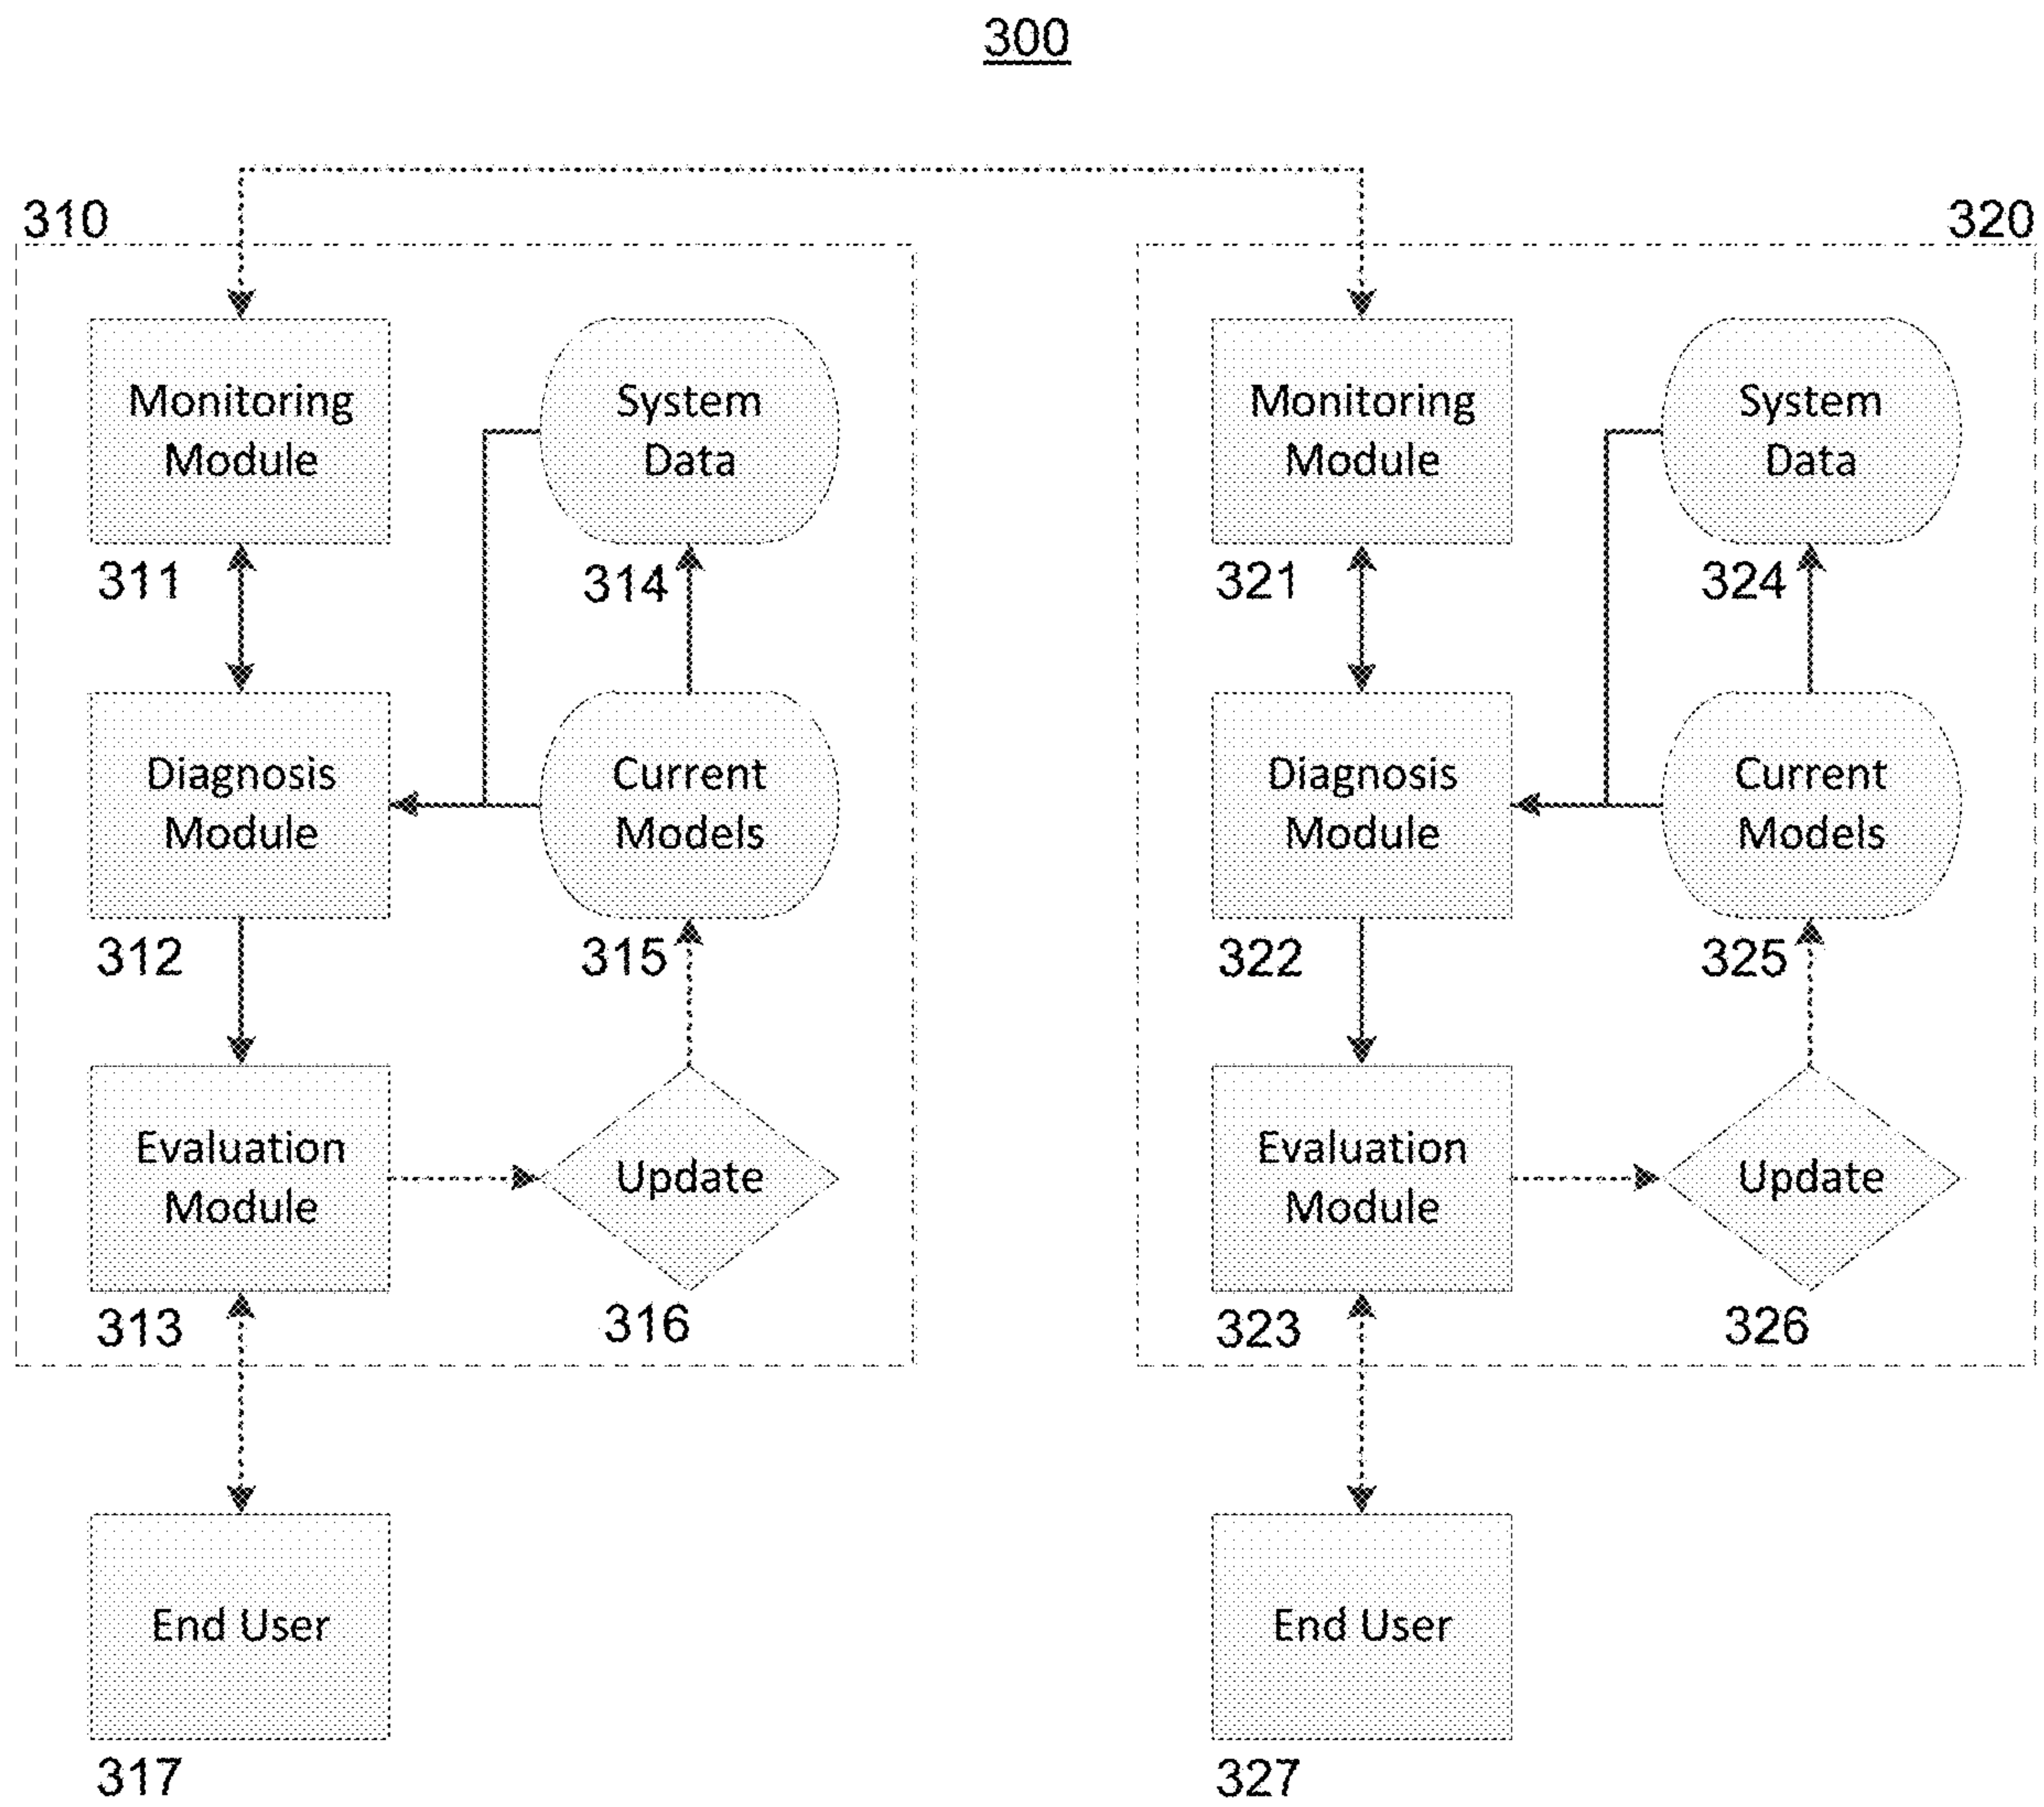 300
310
320
Monitoring
Module
System
Data
Monitoring
Module
System
Data
311
314
321
324
Diagnosis
Module
Current
Models
Diagnosis
Module
Current
Models
312
315
322
325
Evaluation
Module
Update
Evaluation
Module
Update
313
316
323
326
End User
End User
317
327